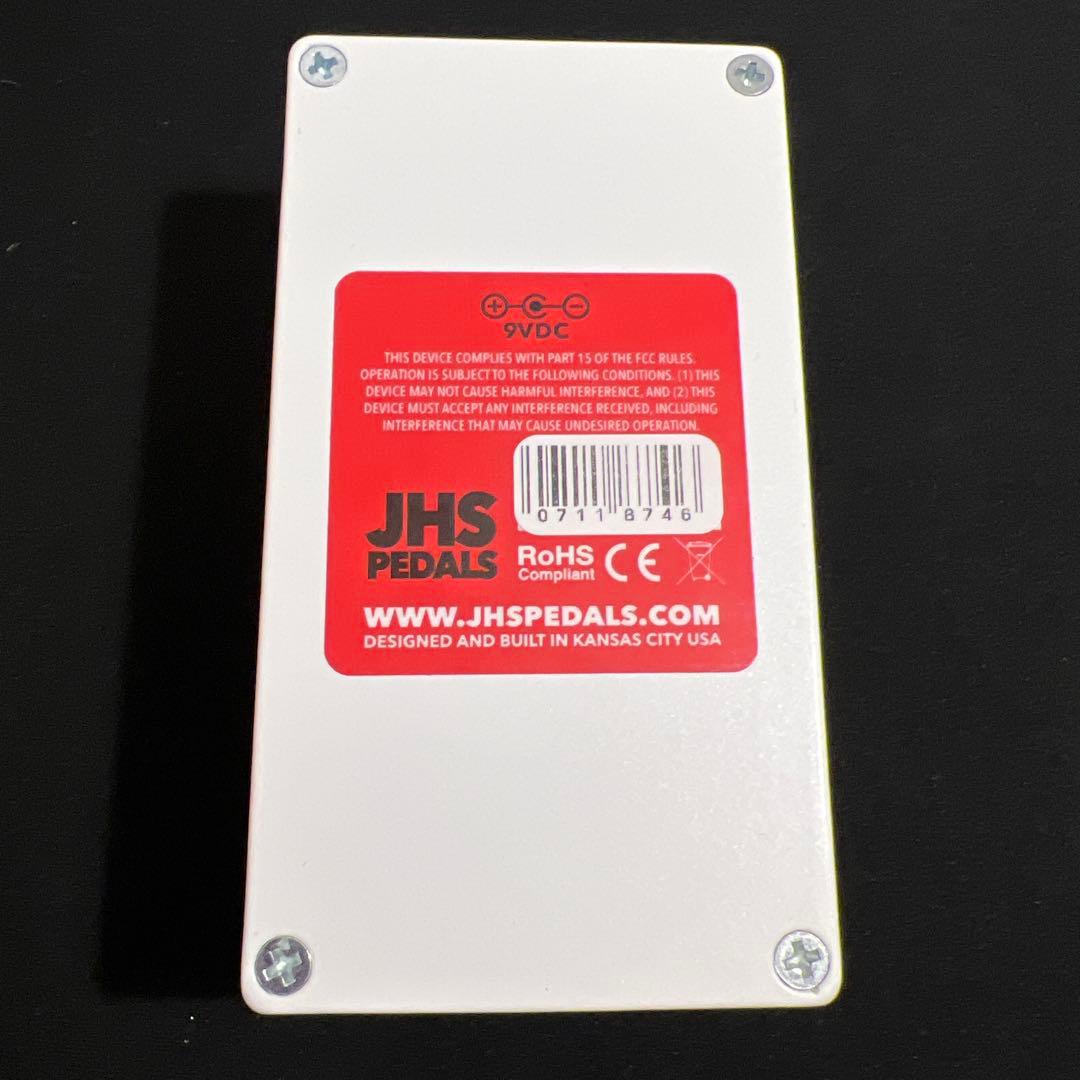 9VDC
THIS DEVICE COMPLIES WITH PART 15 OF THE FCC RULES.
OPERATION IS SUBJECT TO THE FOLLOWING CONDITIONS. (1) THIS
DEVICE MAY NOT CAUSE HARMFUL INTERFERENCE, AND (2) THIS
DEVICE MUST ACCEPT ANY INTERFERENCE RECEIVED, INCLUDING
INTERFERENCE THAT MAY CAUSE UNDESIRED OPERATION.
0711 8746
JHS
PEDALS
RoHS
Compliant
CE
WWW.JHSPEDALS.COM
DESIGNED AND BUILT IN KANSAS CITY USA